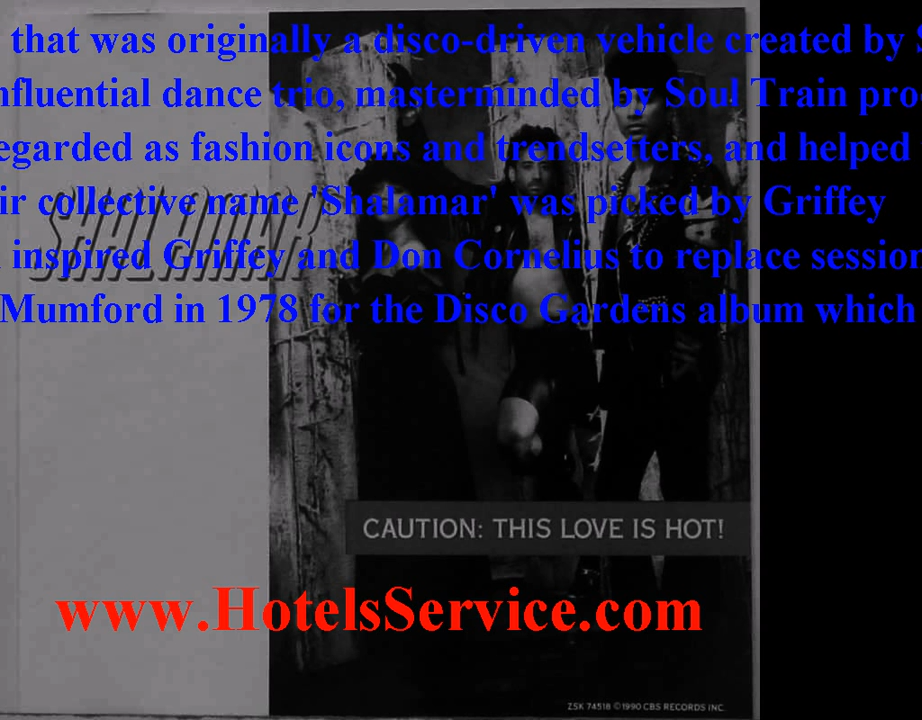 that was originally a disco-driven vehicle created by S
nfluential dance trio, masterminded by Soul Train pro
egarded as fashion icons and trendsetters, and helped
ir collective name 'Shalamar' was picked by Griffey
inspired Griffey and Don Cornelius to replace session
Mumford in 1978 for the Disco Gardens album which
SHALAMAR
CAUTION: THIS LOVE IS HOT!
www.HotelsService.com
ZSK 74518 ©1990 CBS RECORDS INC.